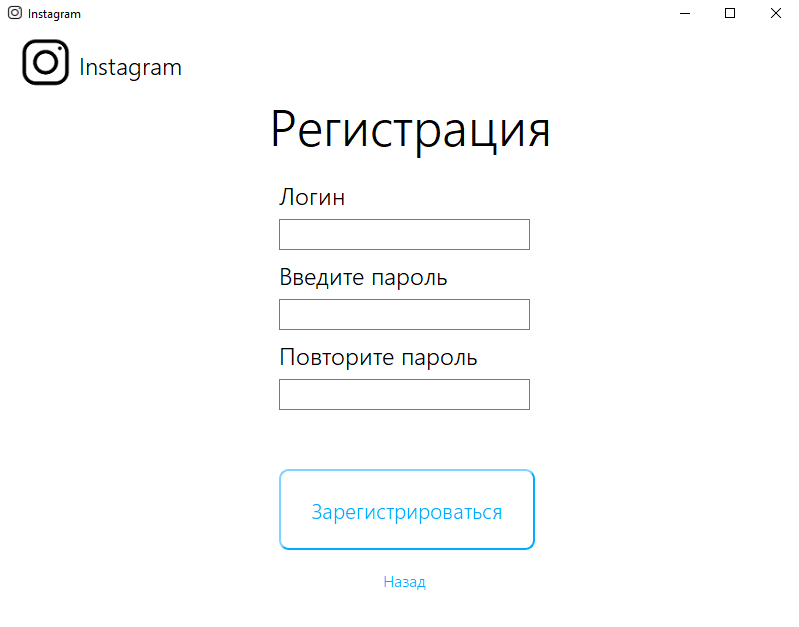 Instagram
Instagram
Регистрация
Логин
Введите пароль
Повторите пароль
Зарегистрироваться
Назад